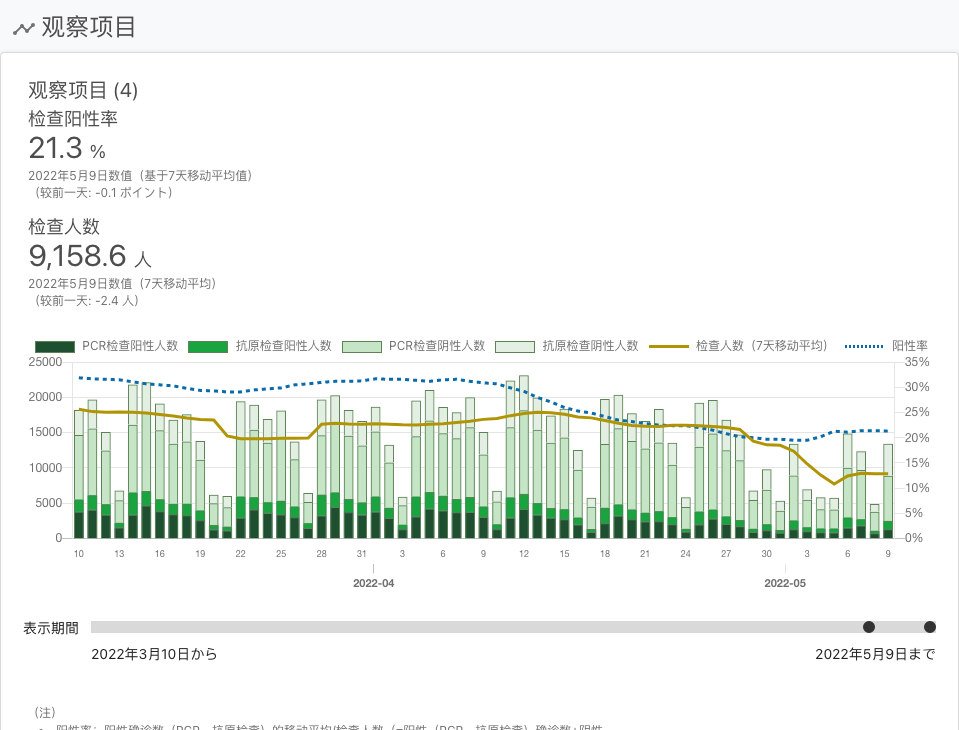 观察项目
观察项目 (4)
检查阳性率
21.3 %
2022年5月9日数值（基于7天移动平均值）
（较前一天: -0.1 ポイント）
检查人数
9,158.6 人
2022年5月9日数值（7天移动平均）
（较前一天: -2.4 人）
PCR检查阳性人数 抗原检查阳性人数 PCR检查阴性人数 抗原检查阴性人数 检查人数（7天移动平均） 阳性率
25000 35%
30%
20000
25%
15000
20%
10000 15%
10%
5000
5%
0 0%
10 13 16 19 22 25 28 31 3 6 9 12 15 18 21 24 27 30 3 6 9
2022-04 2022-05
表示期間
2022年3月10日から 2022年5月9日まで
（注）